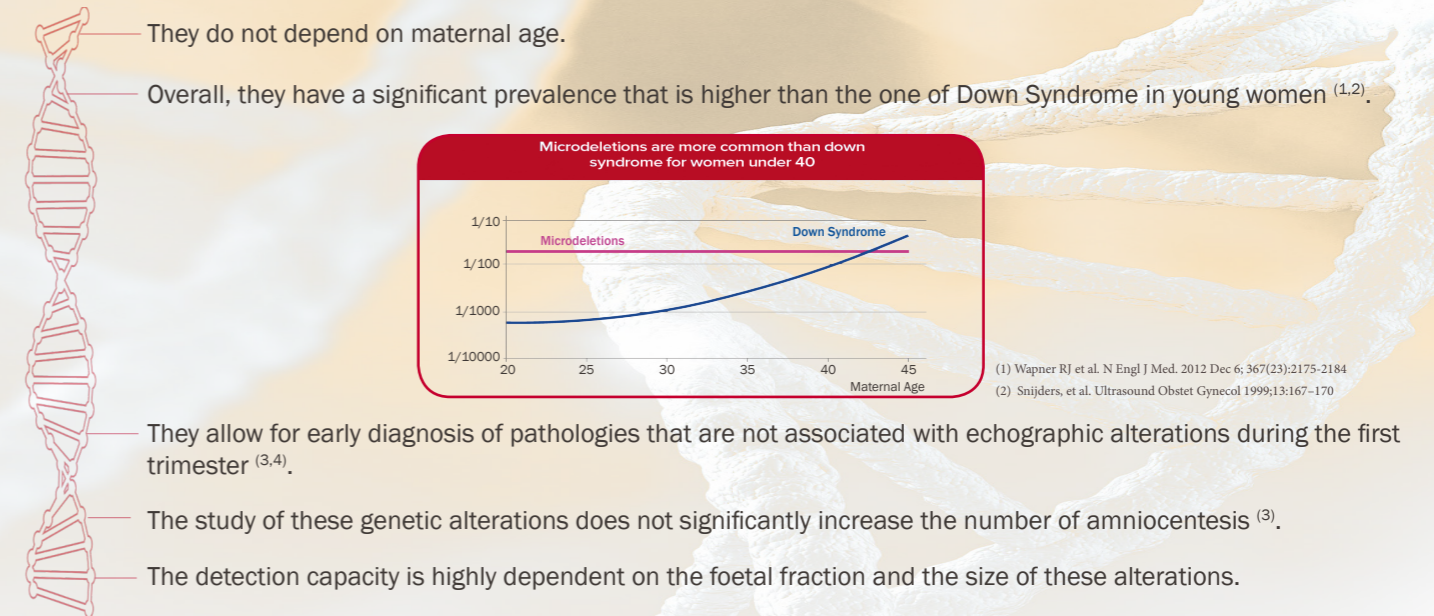 They do not depend on maternal age.
Overall, they have a significant prevalence that is higher than the one of Down Syndrome in young women (1,2).
Microdeletions are more common than down
syndrome for women under 40
1/10
Down Syndrome
Microdeletions
1/100
1/1000
1/10000
20 25 30 35 40 45
Maternal Age
(1) Wapner RJ et al. N Engl J Med. 2012 Dec 6; 367(23):2175-2184
(2) Snijders, et al. Ultrasound Obstet Gynecol 1999;13:167–170
They allow for early diagnosis of pathologies that are not associated with echographic alterations during the first
trimester (3,4).
The study of these genetic alterations does not significantly increase the number of amniocentesis (3).
The detection capacity is highly dependent on the foetal fraction and the size of these alterations.